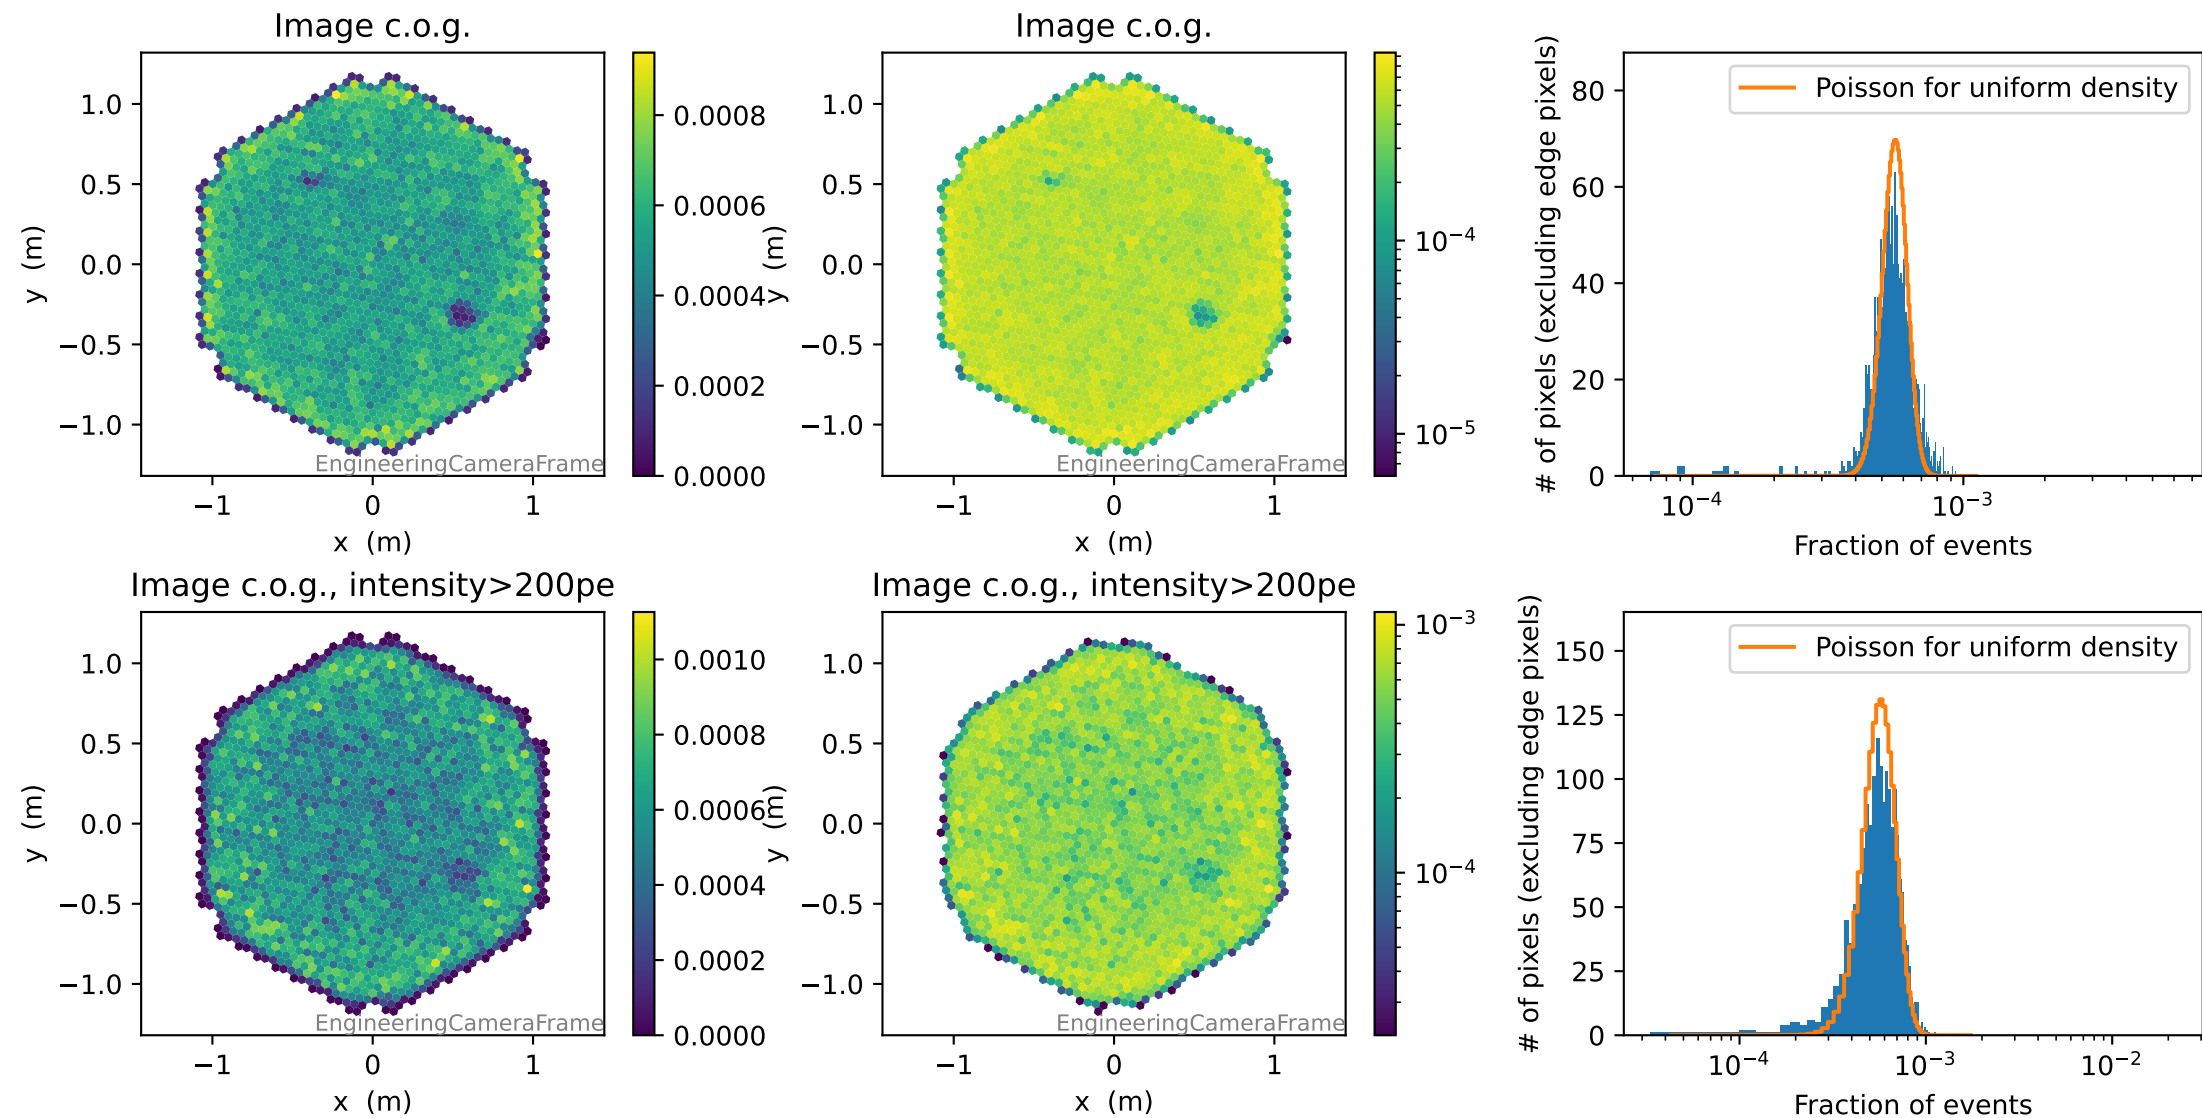 Image c.o.g.
1.0
0.5
0.0
−0.5
−1.0
y (m)
−1 0 1
x (m)
EngineeringCameraFrame
0.0008
0.0006
0.0004
0.0002
0.0000
Image c.o.g.
1.0
0.5
0.0
−0.5
−1.0
y (m)
−1 0 1
x (m)
EngineeringCameraFrame
10⁻⁴
10⁻⁵
Poisson for uniform density
80
60
40
20
0
# of pixels (excluding edge pixels)
10⁻⁴ 10⁻³
Fraction of events
Image c.o.g., intensity>200pe
1.0
0.5
0.0
−0.5
−1.0
y (m)
−1 0 1
x (m)
EngineeringCameraFrame
0.0010
0.0008
0.0006
0.0004
0.0002
0.0000
Image c.o.g., intensity>200pe
1.0
0.5
0.0
−0.5
−1.0
y (m)
−1 0 1
x (m)
EngineeringCameraFrame
10⁻³
10⁻⁴
Poisson for uniform density
150
125
100
75
50
25
0
# of pixels (excluding edge pixels)
10⁻⁴ 10⁻³ 10⁻²
Fraction of events